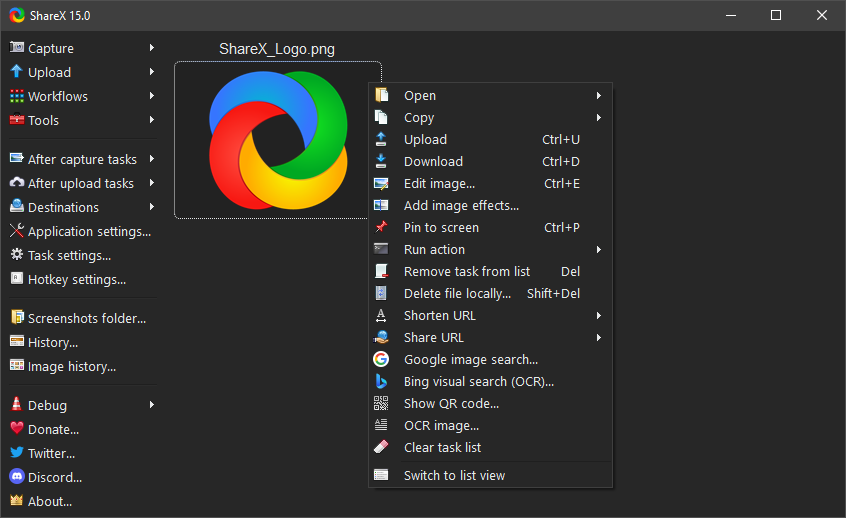 ShareX 15.0
Capture
Upload
Workflows
Tools
After capture tasks
After upload tasks
Destinations
Application settings...
Task settings...
Hotkey settings...
Screenshots folder...
History...
Image history...
Debug
Donate...
Twitter...
Discord...
About...
ShareX_Logo.png
Open
Copy
Upload Ctrl+U
Download Ctrl+D
Edit image... Ctrl+E
Add image effects...
Pin to screen Ctrl+P
Run action
Remove task from list Del
Delete file locally... Shift+Del
Shorten URL
Share URL
Google image search...
Bing visual search (OCR)...
Show QR code...
OCR image...
Clear task list
Switch to list view